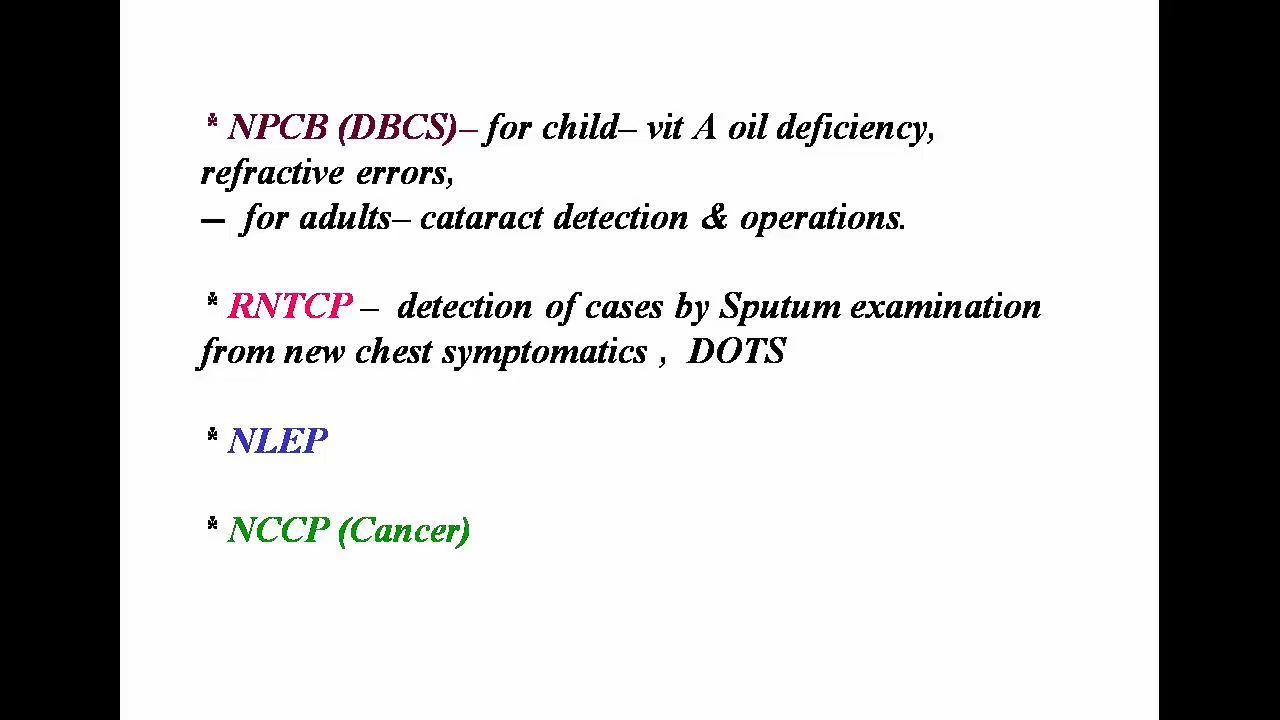 * NPCB (DBCS)– for child– vit A oil deficiency,
refractive errors,
– for adults– cataract detection & operations.
* RNTCP – detection of cases by Sputum examination
from new chest symptomatics , DOTS
* NLEP
* NCCP (Cancer)